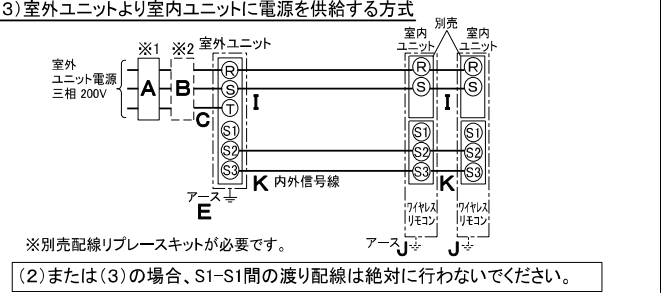 3)室外ユニットより室内ユニットに電源を供給する方式
別売
※1 ※2 室外ユニット 室内ユニット 室内ユニット
室外
ユニット電源
三相 200V
A B C
R
S
T
S1
S2
S3
I
R
S
S1
S2
S3
I
R
S
S1
S2
S3
K 内外信号線 K
アース
E
ワイヤレス
リモコン
ワイヤレス
リモコン
※別売配線リプレースキットが必要です。
アース J J
(2)または(3)の場合、S1-S1間の渡り配線は絶対に行わないでください。